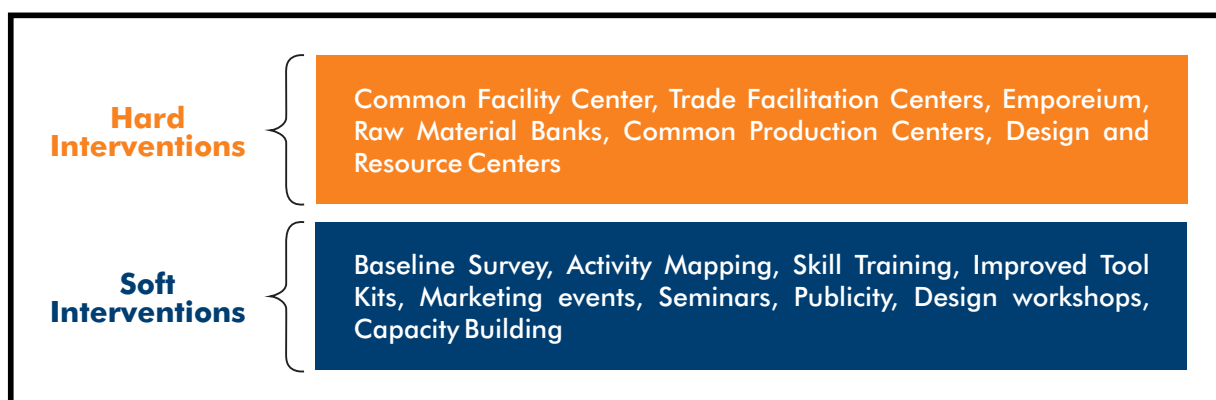 Hard
Interventions
Common Facility Center, Trade Facilitation Centers, Emporeium,
Raw Material Banks, Common Production Centers, Design and
Resource Centers
Soft
Interventions
Baseline Survey, Activity Mapping, Skill Training, Improved Tool
Kits, Marketing events, Seminars, Publicity, Design workshops,
Capacity Building